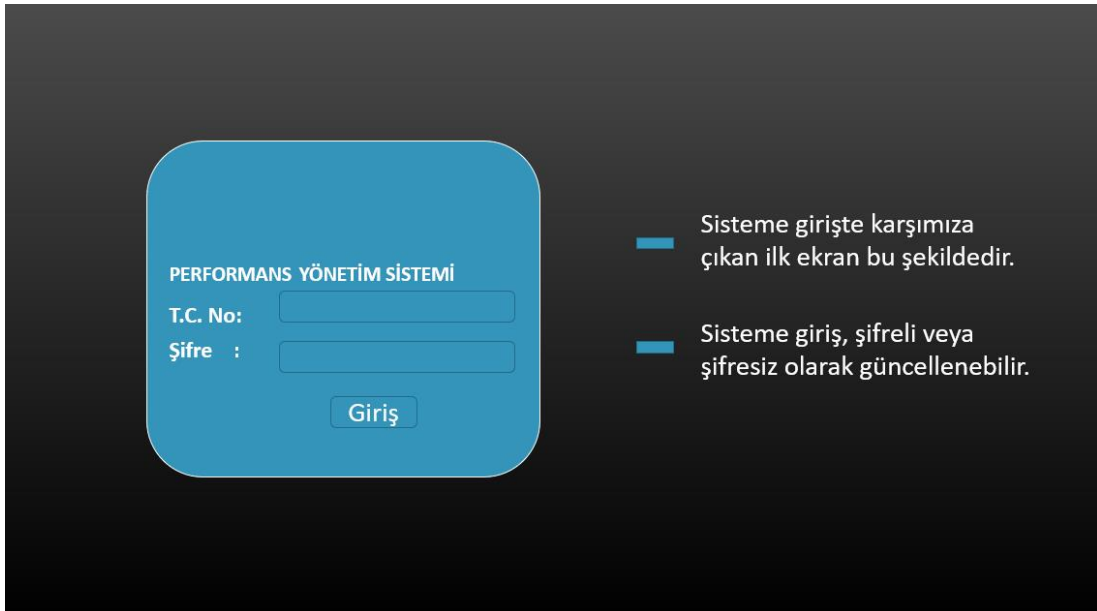 PERFORMANS YÖNETİM SİSTEMİ
T.C. No:
Şifre :
Giriş
Sisteme girişte karşımıza
çıkan ilk ekran bu şekildedir.
Sisteme giriş, şifreli veya
şifresiz olarak güncellenebilir.